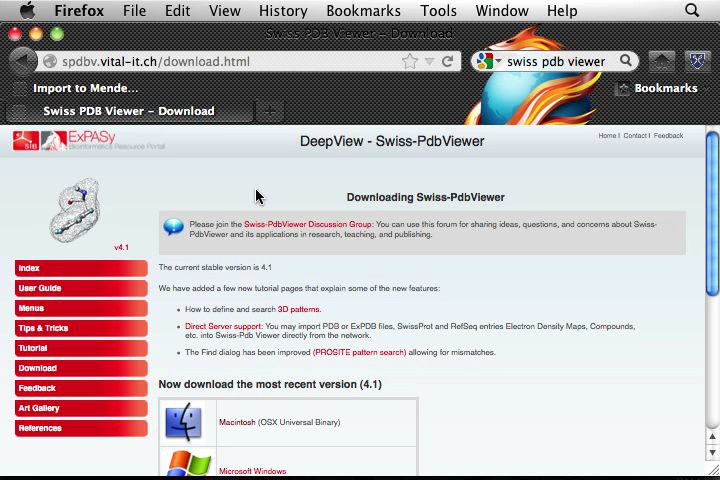 Firefox File Edit View History Bookmarks Tools Window Help
Swiss PDB Viewer – Download
spdbv.vital-it.ch/download.html
swiss pdb viewer
Import to Mende...
Bookmarks
Swiss PDB Viewer – Download
SIB
ExPASy
Bioinformatics Resource Portal
DeepView - Swiss-PdbViewer
Home | Contact | Feedback
v4.1
Index
User Guide
Menus
Tips & Tricks
Tutorial
Download
Feedback
Art Gallery
References
Downloading Swiss-PdbViewer
Please join the Swiss-PdbViewer Discussion Group: You can use this forum for sharing ideas, questions, and concerns about Swiss-
PdbViewer and its applications in research, teaching, and publishing.
The current stable version is 4.1
We have added a few new tutorial pages that explain some of the new features:
• How to define and search 3D patterns.
• Direct Server support: You may import PDB or ExPDB files, SwissProt and RefSeq entries Electron Density Maps, Compounds,
etc. into Swiss-Pdb Viewer directly from the network.
• The Find dialog has been improved (PROSITE pattern search) allowing for mismatches.
Now download the most recent version (4.1)
Macintosh (OSX Universal Binary)
Microsoft Windows